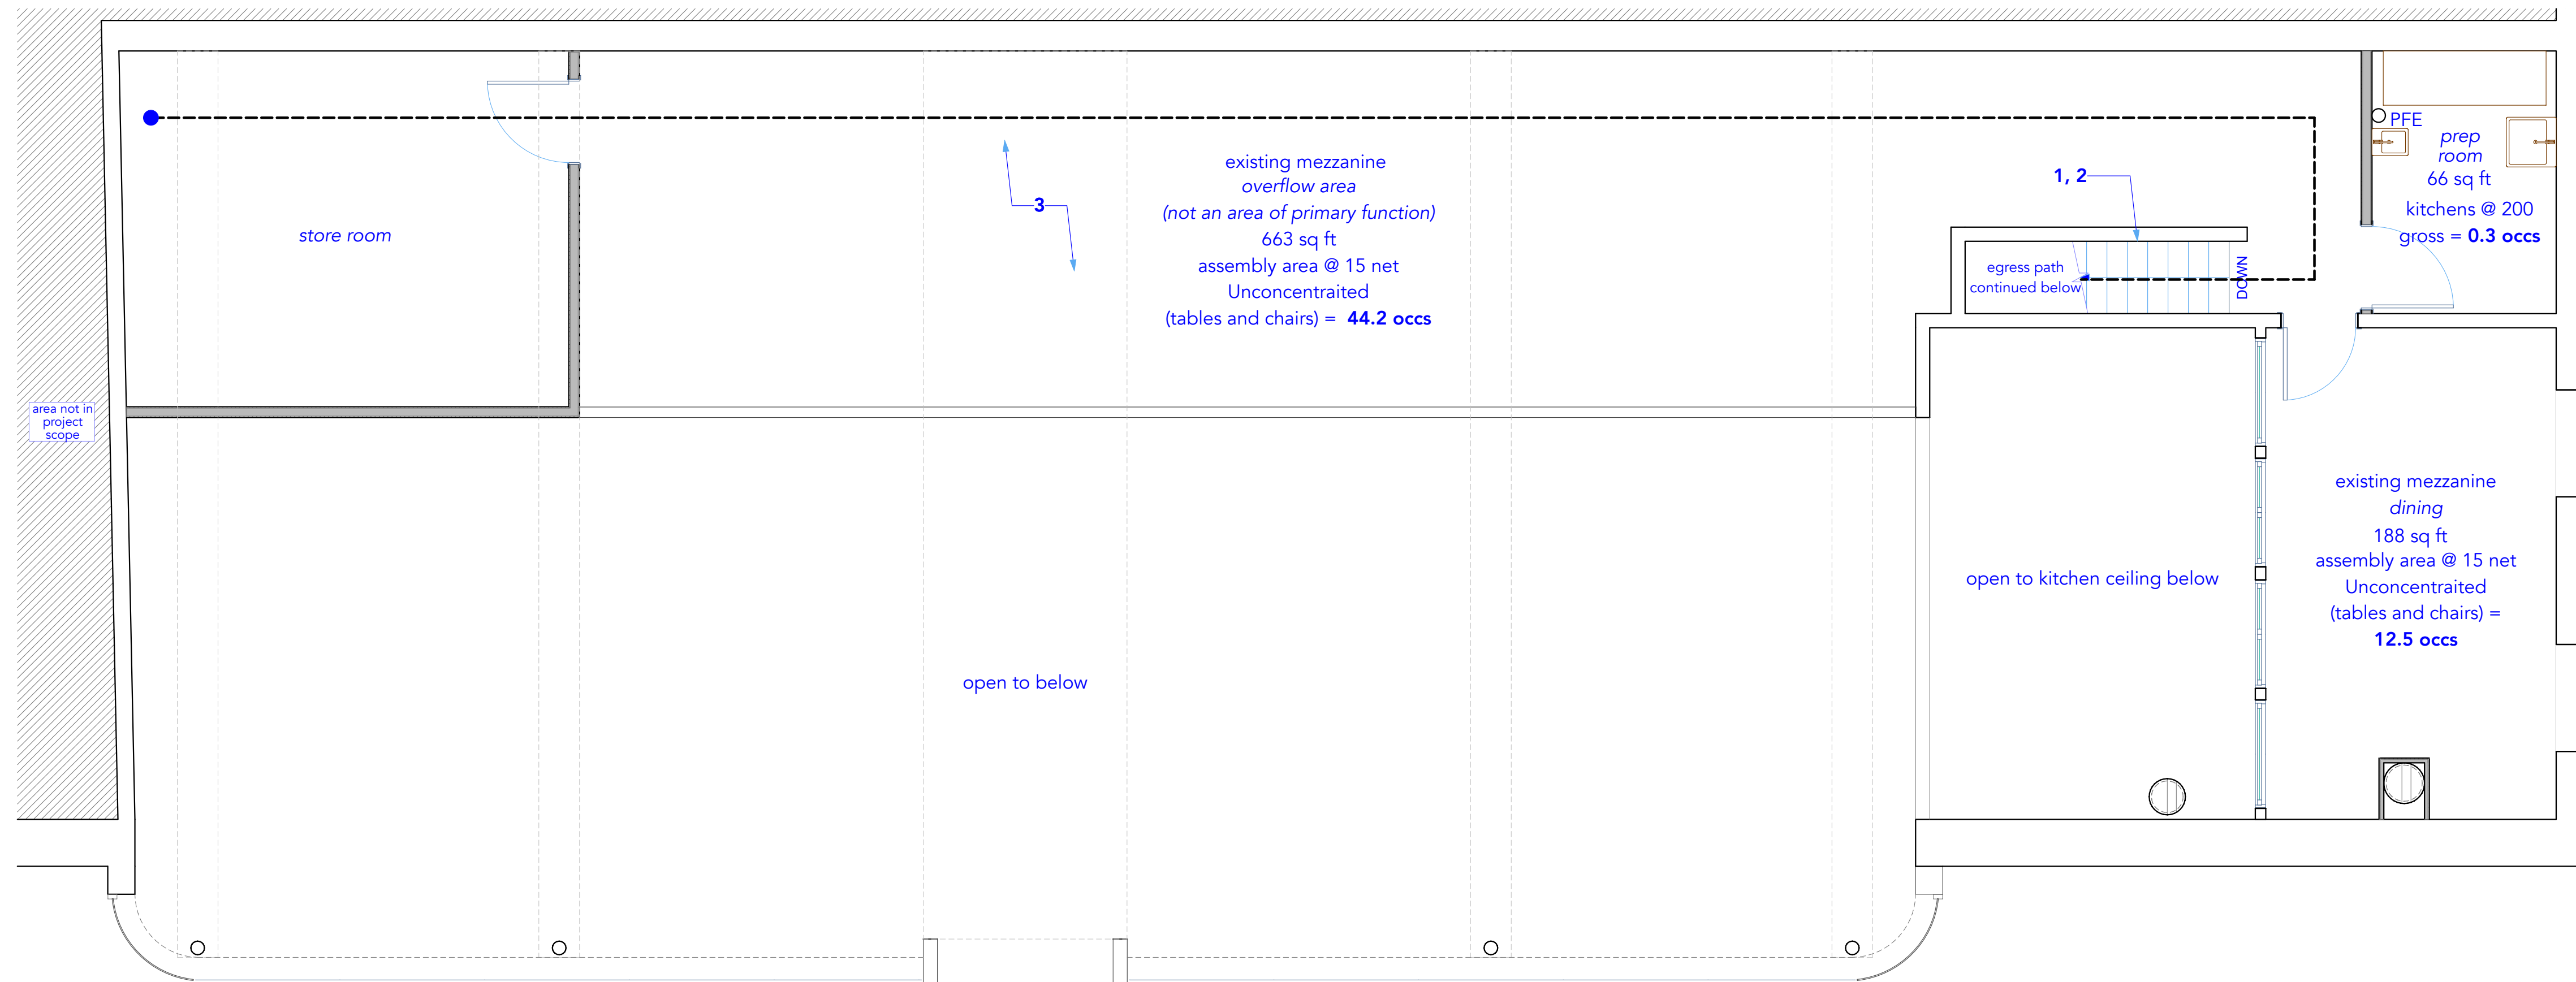 PFE
prep
room
66 sq ft
kitchens @ 200
gross = 0.3 occs
existing mezzanine
overflow area
(not an area of primary function)
663 sq ft
assembly area @ 15 net
Unconcentraited
(tables and chairs) = 44.2 occs
1, 2
3
store room
egress path
continued below
DOWN
area not in
project
scope
existing mezzanine
dining
188 sq ft
assembly area @ 15 net
Unconcentraited
(tables and chairs) =
12.5 occs
open to kitchen ceiling below
open to below